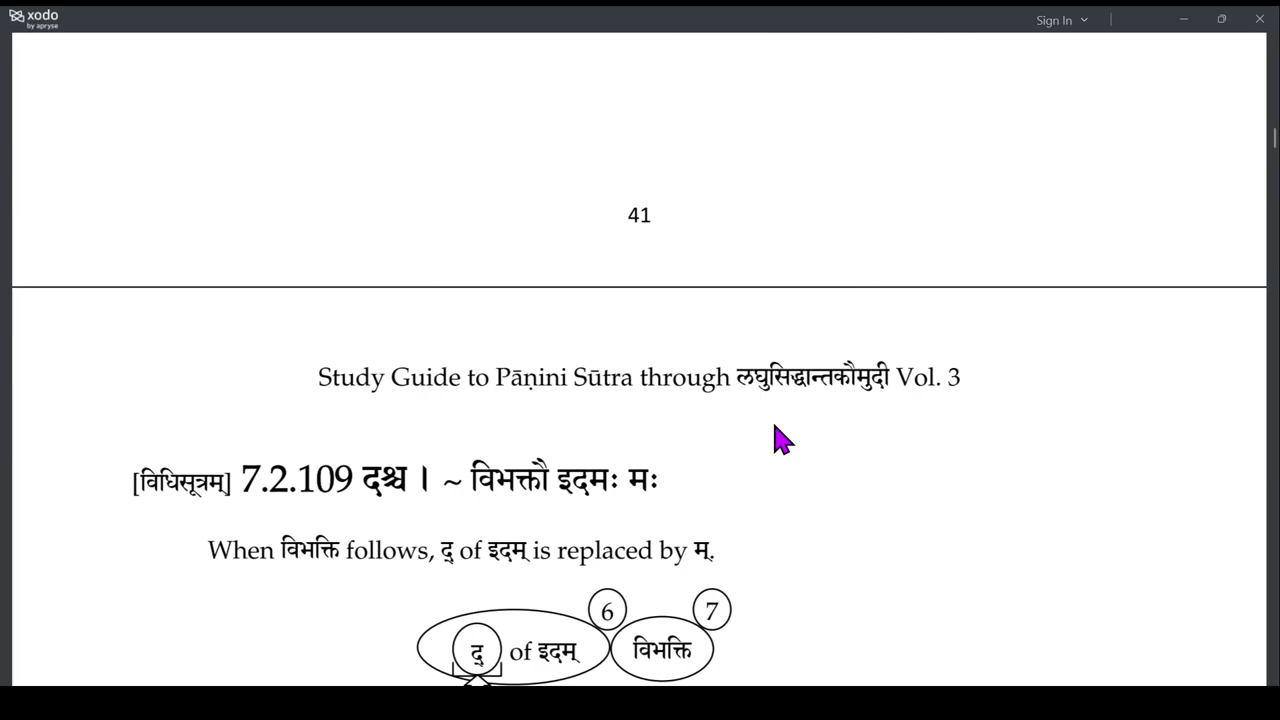 xodo
by apryse
Sign In
41
Study Guide to Pāṇini Sūtra through लघुसिद्धान्तकौमुदी Vol. 3
[विधिसूत्रम्] 7.2.109 दश्च । ~ विभक्तौ इदमः मः
When विभक्ति follows, द् of इदम् is replaced by म्.
6 7
द् of इदम् विभक्ति